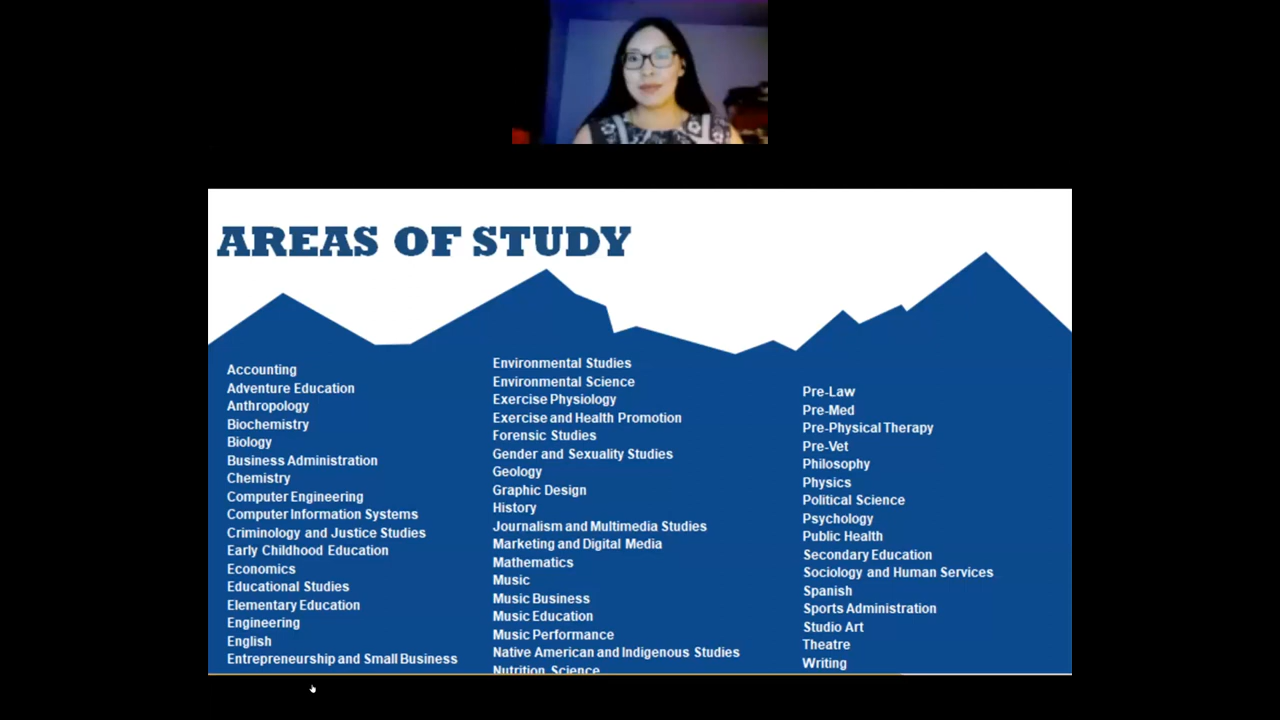 AREAS OF STUDY
Accounting
Adventure Education
Anthropology
Biochemistry
Biology
Business Administration
Chemistry
Computer Engineering
Computer Information Systems
Criminology and Justice Studies
Early Childhood Education
Economics
Educational Studies
Elementary Education
Engineering
English
Entrepreneurship and Small Business
Environmental Studies
Environmental Science
Exercise Physiology
Exercise and Health Promotion
Forensic Studies
Gender and Sexuality Studies
Geology
Graphic Design
History
Journalism and Multimedia Studies
Marketing and Digital Media
Mathematics
Music
Music Business
Music Education
Music Performance
Native American and Indigenous Studies
Nutrition Science
Pre-Law
Pre-Med
Pre-Physical Therapy
Pre-Vet
Philosophy
Physics
Political Science
Psychology
Public Health
Secondary Education
Sociology and Human Services
Spanish
Sports Administration
Studio Art
Theatre
Writing